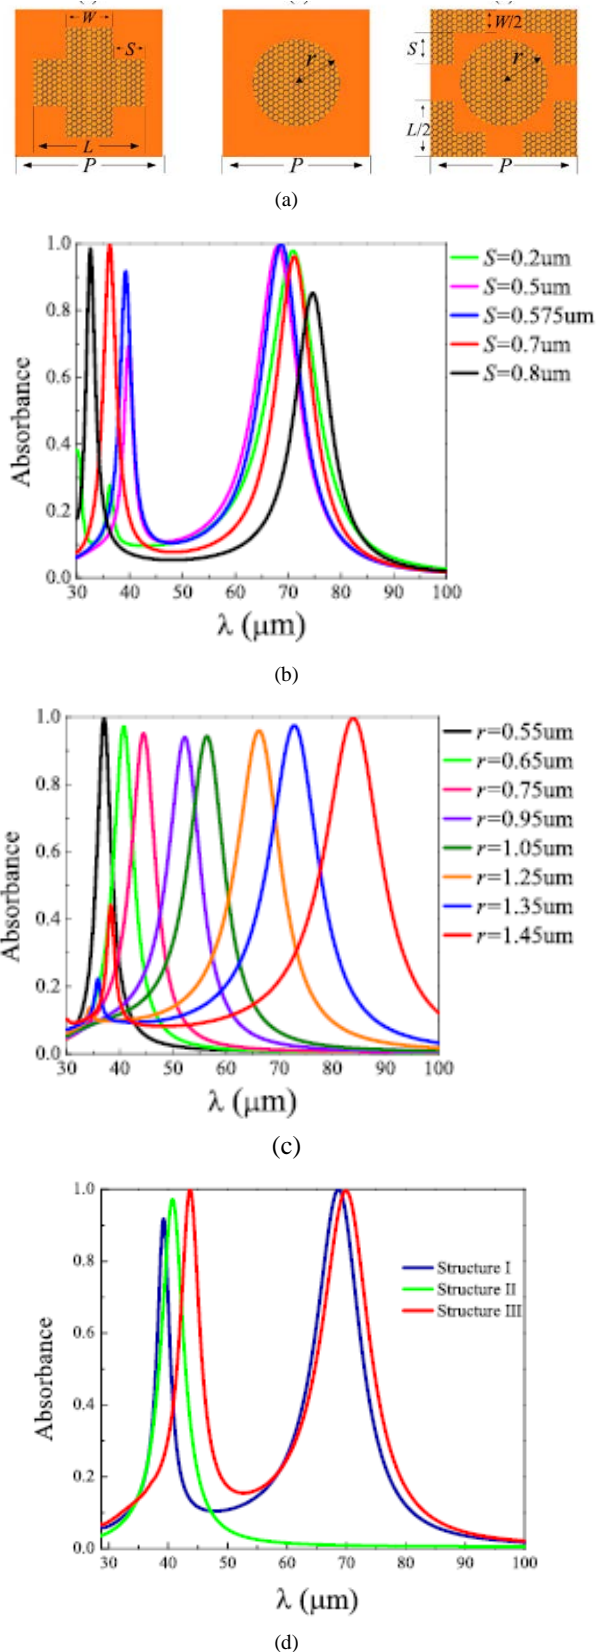 W
S
L
P
r
P
W/2
S
r
L/2
P
(a)
1.0
0.8
0.6
0.4
0.2
0.0
Absorbance
30 40 50 60 70 80 90 100
λ (μm)
S=0.2um
S=0.5um
S=0.575um
S=0.7um
S=0.8um
(b)
1.0
0.8
0.6
0.4
0.2
0.0
Absorbance
30 40 50 60 70 80 90 100
λ (μm)
r=0.55um
r=0.65um
r=0.75um
r=0.95um
r=1.05um
r=1.25um
r=1.35um
r=1.45um
(c)
1.0
0.8
0.6
0.4
0.2
0.0
Absorbance
30 40 50 60 70 80 90 100
λ (μm)
Structure I
Structure II
Structure III
(d)